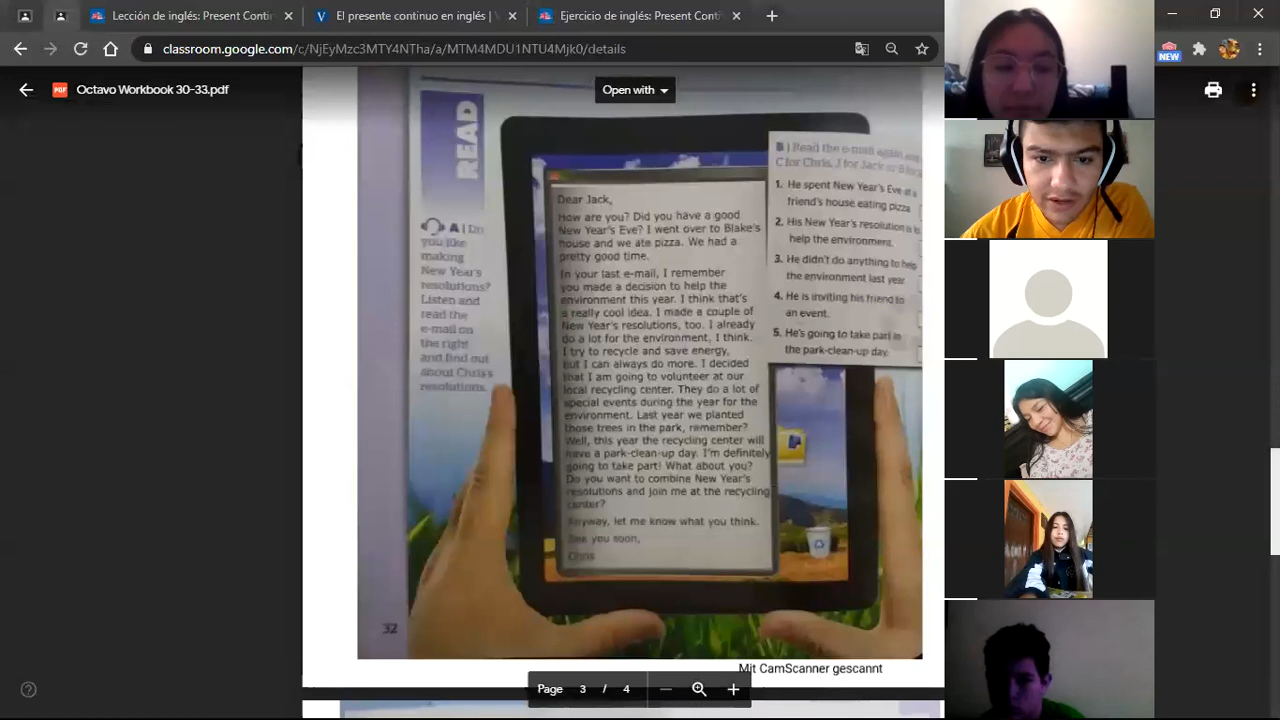 Lección de inglés: Present Conti
El presente continuo en inglés | V
Ejercicio de inglés: Present Conti
classroom.google.com/c/NjEyMzc3MTY4NTha/a/MTM4MDU1NTU4Mjk0/details
NEW
PDF
Octavo Workbook 30-33.pdf
Open with
READ
A | Do
you like
making
New Year's
resolutions?
Listen and
read the
e-mail on
the right
and find out
about Chris's
resolutions.
Dear Jack,
How are you? Did you have a good
New Year's Eve? I went over to Blake's
house and we ate pizza. We had a
pretty good time.
In your last e-mail, I remember
you made a decision to help the
environment this year. I think that's
a really cool idea. I made a couple of
New Year's resolutions, too. I already
do a lot for the environment, I think.
I try to recycle and save energy,
but I can always do more. I decided
that I am going to volunteer at our
local recycling center. They do a lot of
special events during the year for the
environment. Last year we planted
those trees in the park, remember?
Well, this year the recycling center will
have a park-clean-up day. I'm definitely
going to take part! What about you?
Do you want to combine New Year's
resolutions and join me at the recycling
center?
Anyway, let me know what you think.
See you soon,
Chris
B | Read the e-mail again and
C for Chris, J for Jack or B
1. He spent New Year's Eve at a
friend's house eating pizza
2. His New Year's resolution is to
help the environment.
3. He didn't do anything to help
the environment last year.
4. He is inviting his friend to
an event.
5. He's going to take part in
the park-clean-up day.
32
Mit CamScanner gescannt
Page 3 / 4